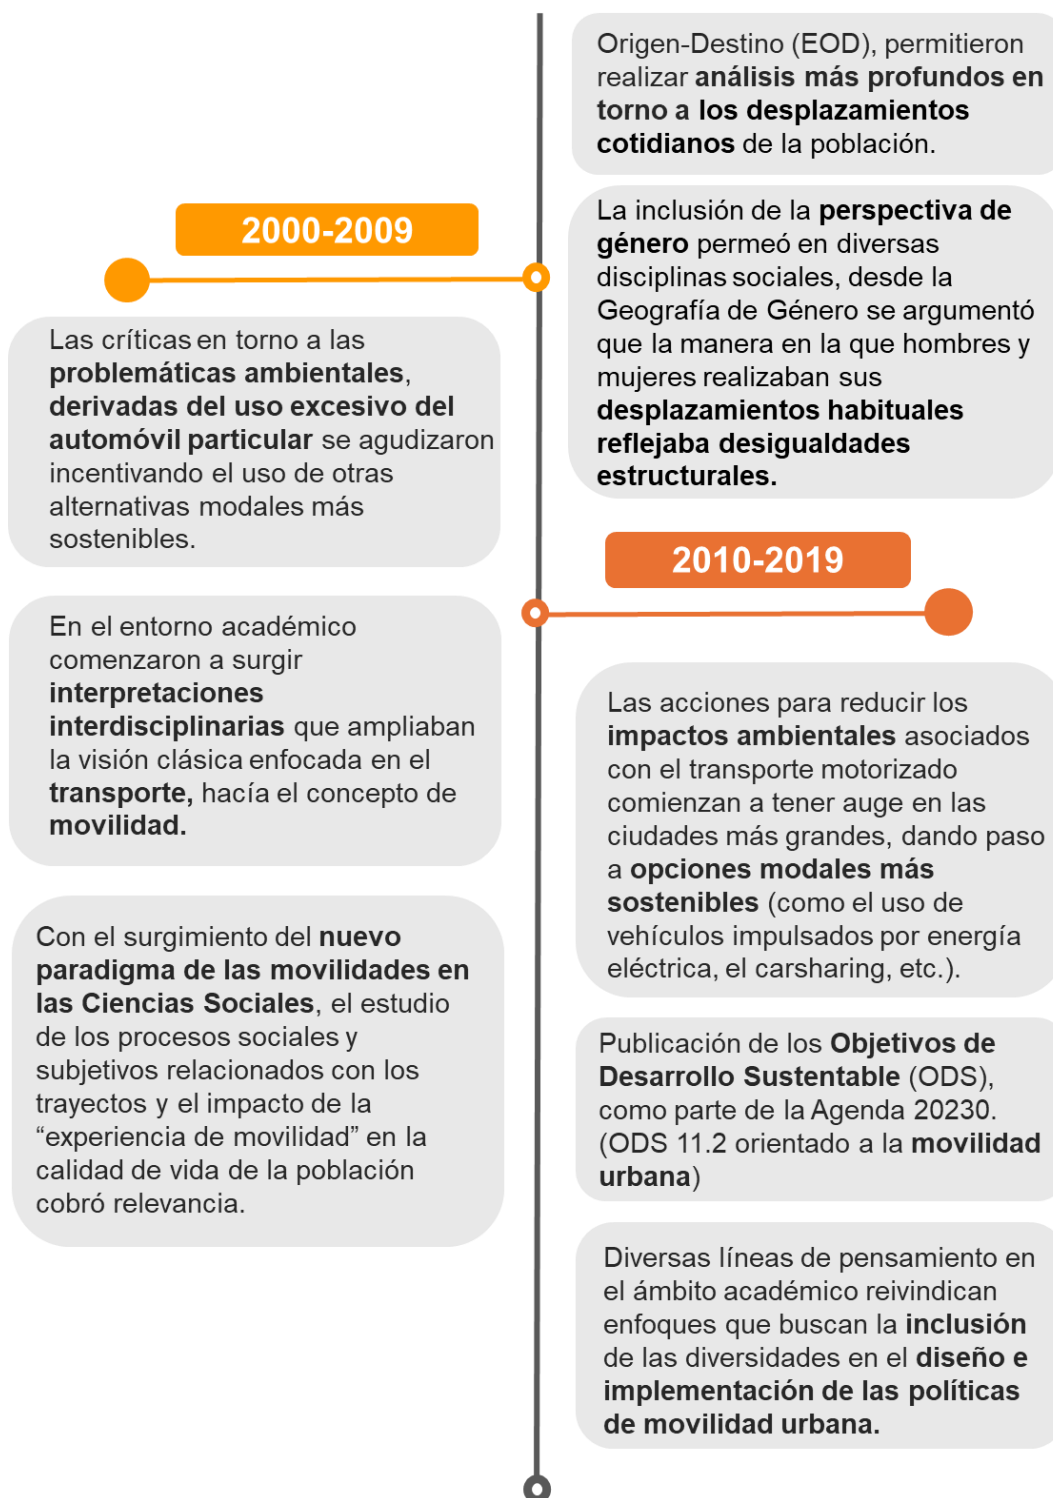 Origen-Destino (EOD), permitieron
realizar análisis más profundos en
torno a los desplazamientos
cotidianos de la población.
La inclusión de la perspectiva de
género permeó en diversas
disciplinas sociales, desde la
Geografía de Género se argumentó
que la manera en la que hombres y
mujeres realizaban sus
desplazamientos habituales
reflejaba desigualdades
estructurales.
2000-2009
Las críticas en torno a las
problemáticas ambientales,
derivadas del uso excesivo del
automóvil particular se agudizaron
incentivando el uso de otras
alternativas modales más
sostenibles.
En el entorno académico
comenzaron a surgir
interpretaciones
interdisciplinarias que ampliaban
la visión clásica enfocada en el
transporte, hacía el concepto de
movilidad.
Con el surgimiento del nuevo
paradigma de las movilidades en
las Ciencias Sociales, el estudio
de los procesos sociales y
subjetivos relacionados con los
trayectos y el impacto de la
“experiencia de movilidad” en la
calidad de vida de la población
cobró relevancia.
2010-2019
Las acciones para reducir los
impactos ambientales asociados
con el transporte motorizado
comienzan a tener auge en las
ciudades más grandes, dando paso
a opciones modales más
sostenibles (como el uso de
vehículos impulsados por energía
eléctrica, el carsharing, etc.).
Publicación de los Objetivos de
Desarrollo Sustentable (ODS),
como parte de la Agenda 20230.
(ODS 11.2 orientado a la movilidad
urbana)
Diversas líneas de pensamiento en
el ámbito académico reivindican
enfoques que buscan la inclusión
de las diversidades en el diseño e
implementación de las políticas
de movilidad urbana.